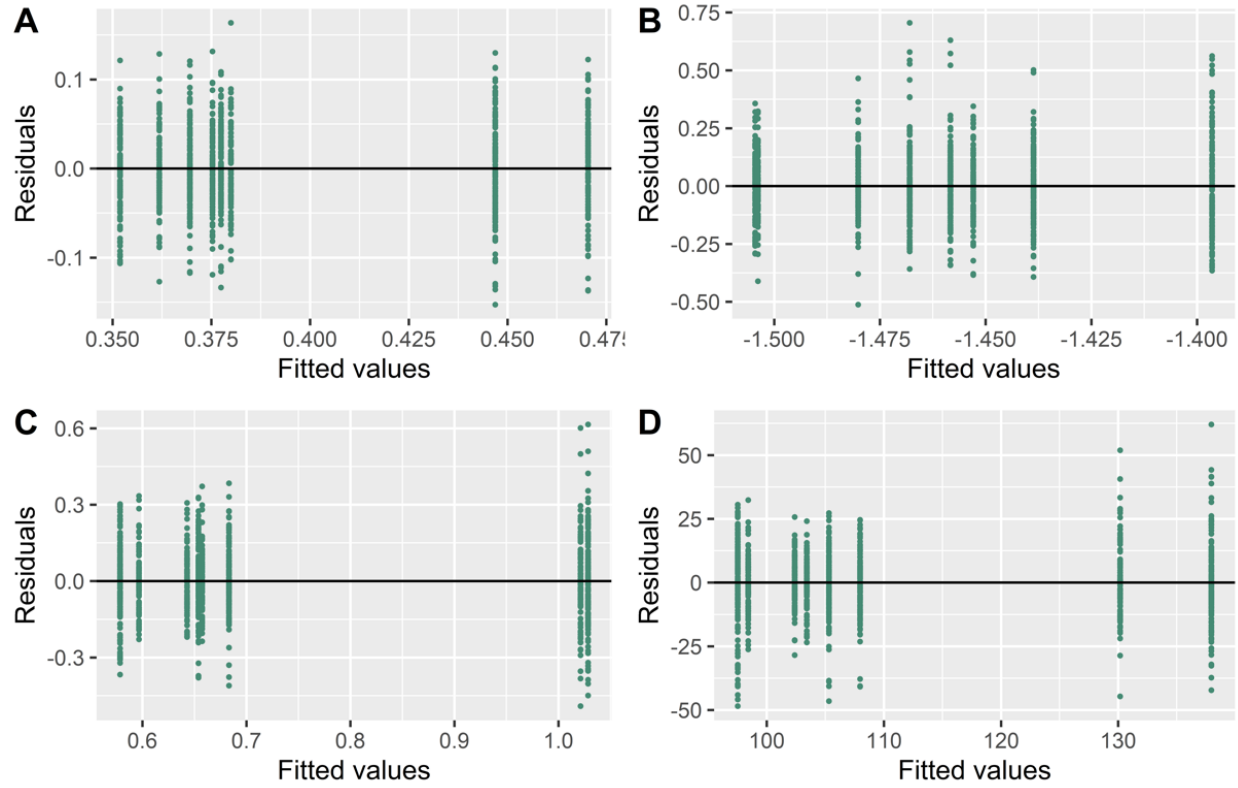 A
Residuals
0.1
0.0
-0.1
0.350 0.375 0.400 0.425 0.450 0.475
Fitted values
B
Residuals
0.75
0.50
0.25
0.00
-0.25
-0.50
-1.500 -1.475 -1.450 -1.425 -1.400
Fitted values
C
Residuals
0.6
0.3
0.0
-0.3
0.6 0.7 0.8 0.9 1.0
Fitted values
D
Residuals
50
25
0
-25
-50
100 110 120 130
Fitted values